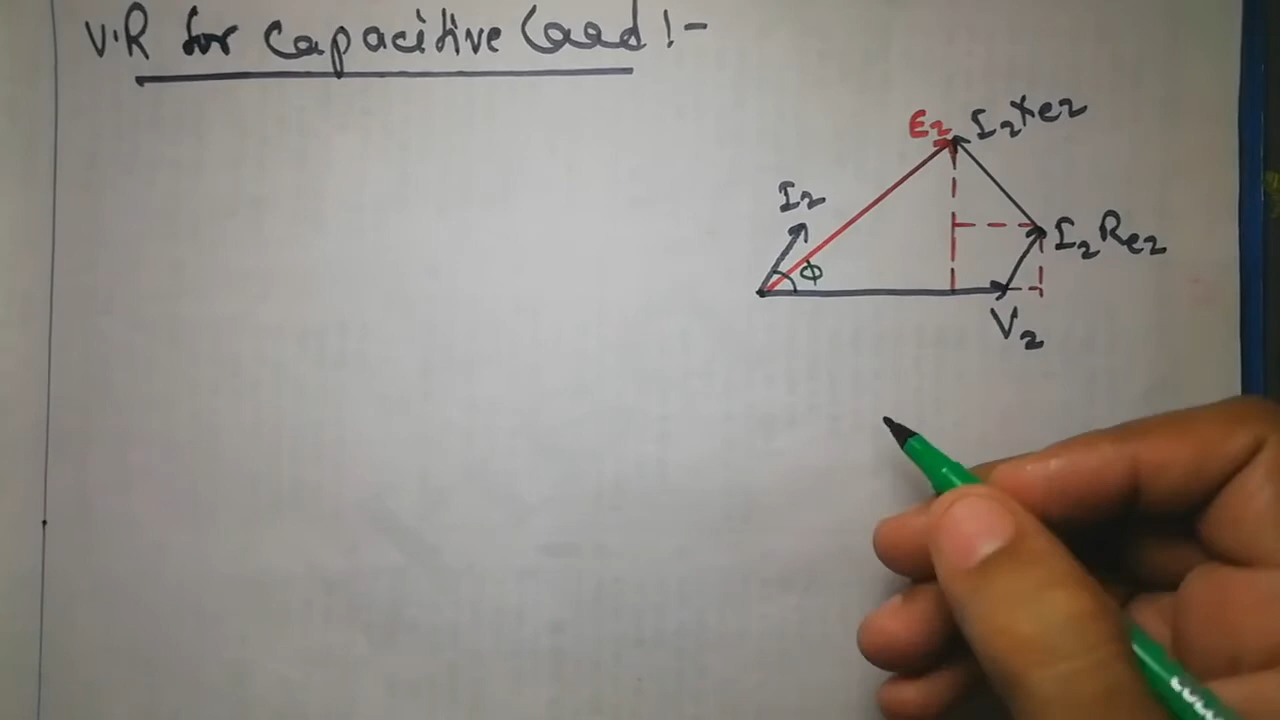 V.R for Capacitive Load :-
E₂ I₂Xe₂
I₂
I₂Re₂
ϕ
V₂